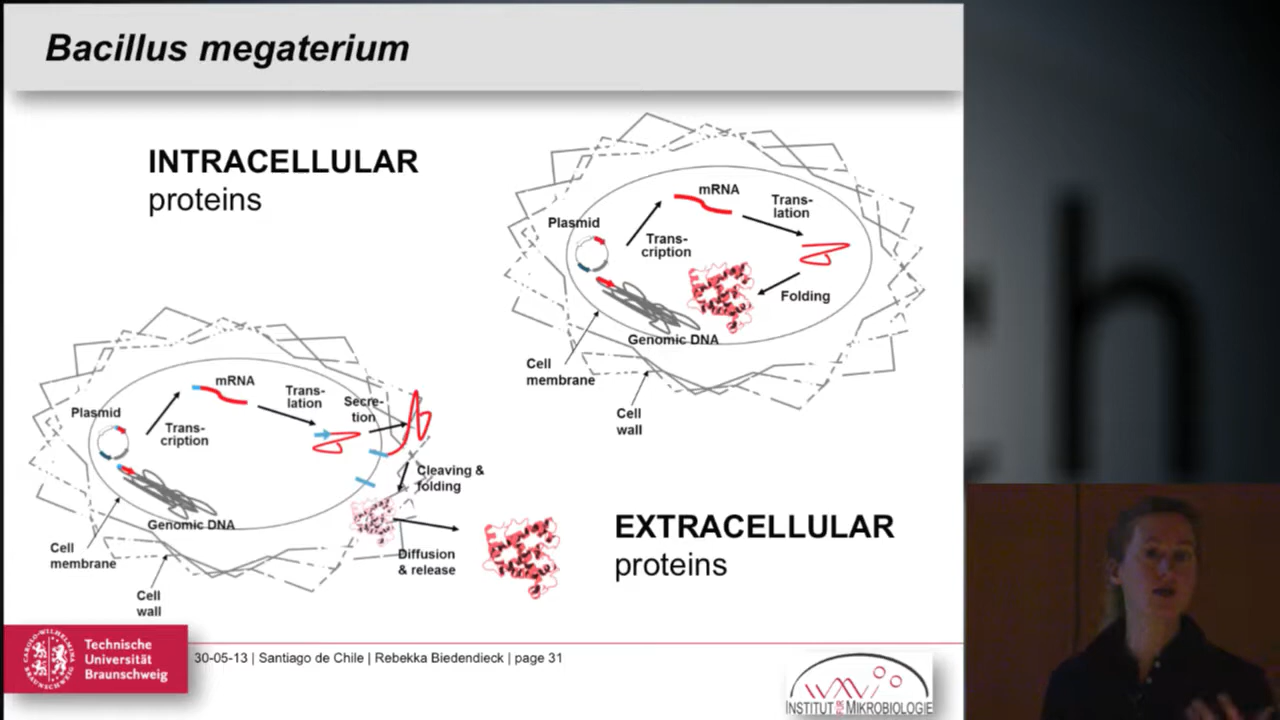 Bacillus megaterium
INTRACELLULAR
proteins
mRNA
Trans-
lation
Plasmid
Trans-
cription
Folding
Genomic DNA
Cell
membrane
Cell
wall
mRNA
Trans-
lation
Secre-
tion
Plasmid
Trans-
cription
Cleaving &
folding
Genomic DNA
Cell
membrane
Diffusion
& release
Cell
wall
EXTRACELLULAR
proteins
Technische
Universität
Braunschweig
30-05-13 | Santiago de Chile | Rebekka Biedendieck | page 31
INSTITUT FÜR MIKROBIOLOGIE